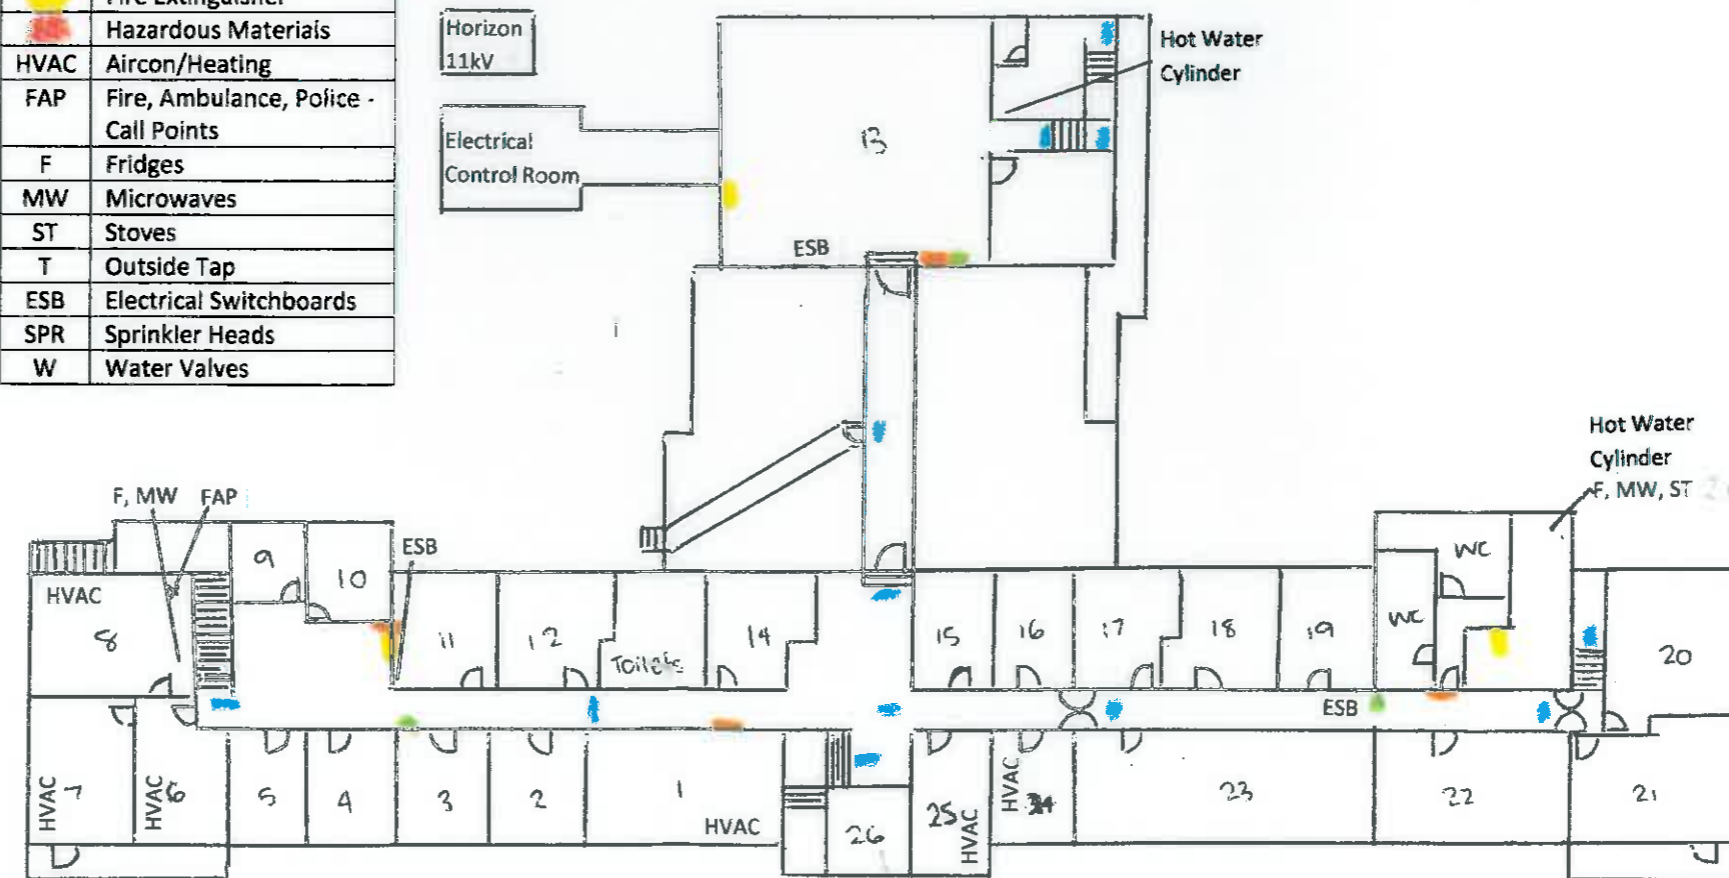 Fire Extinguisher
Hazardous Materials
HVAC Aircon/Heating
FAP Fire, Ambulance, Police -
Call Points
F Fridges
MW Microwaves
ST Stoves
T Outside Tap
ESB Electrical Switchboards
SPR Sprinkler Heads
W Water Valves
Horizon
11kV
Electrical
Control Room
13
ESB
Hot Water
Cylinder
Hot Water
Cylinder
F, MW, ST
F, MW
FAP
ESB
HVAC
8
9
10
11
12
Toilets
14
15
16
17
18
19
WC
WC
20
ESB
HVAC
7
HVAC
6
5
4
3
2
1
HVAC
26
25
HVAC
HVAC
24
23
22
21